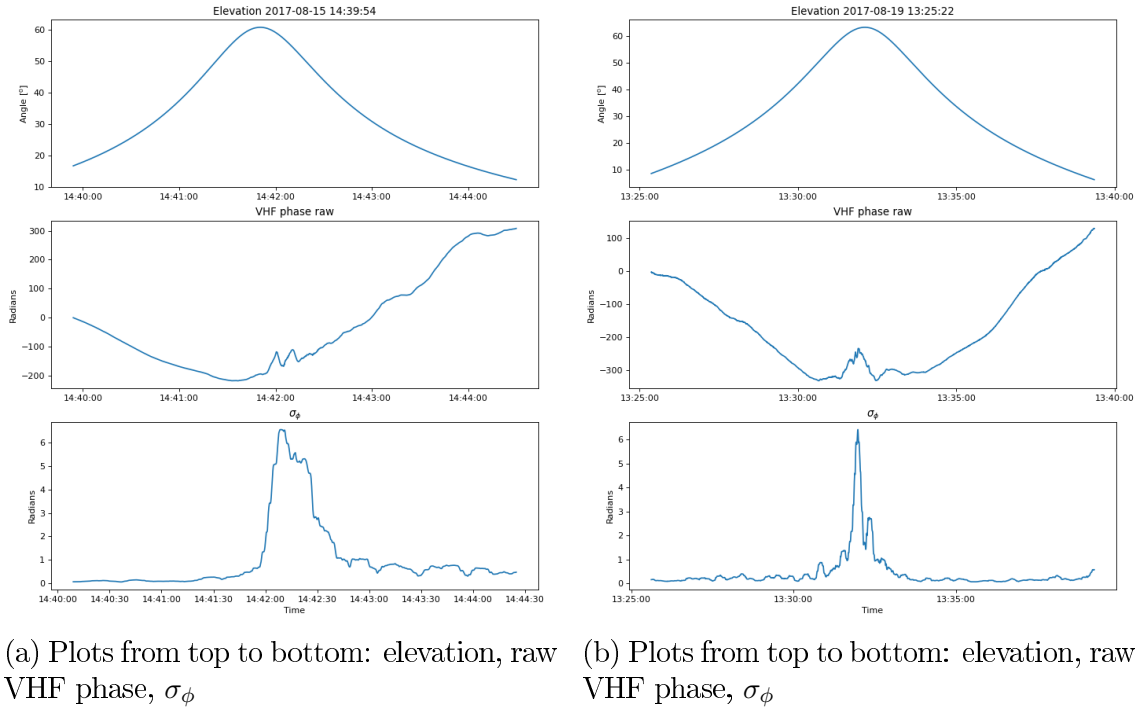 Elevation 2017-08-15 14:39:54
60
50
40
30
20
10
Angle [°]
14:40:00 14:41:00 14:42:00 14:43:00 14:44:00
VHF phase raw
300
200
100
0
−100
−200
Radians
14:40:00 14:41:00 14:42:00 14:43:00 14:44:00
σϕ
6
5
4
3
2
1
0
Radians
14:40:00 14:40:30 14:41:00 14:41:30 14:42:00 14:42:30 14:43:00 14:43:30 14:44:00 14:44:30
Time
(a) Plots from top to bottom: elevation, raw
VHF phase, σϕ
Elevation 2017-08-19 13:25:22
60
50
40
30
20
10
Angle [°]
13:25:00 13:30:00 13:35:00 13:40:00
VHF phase raw
100
0
−100
−200
−300
Radians
13:25:00 13:30:00 13:35:00 13:40:00
σϕ
6
5
4
3
2
1
0
Radians
13:25:00 13:30:00 13:35:00
Time
(b) Plots from top to bottom: elevation, raw
VHF phase, σϕ